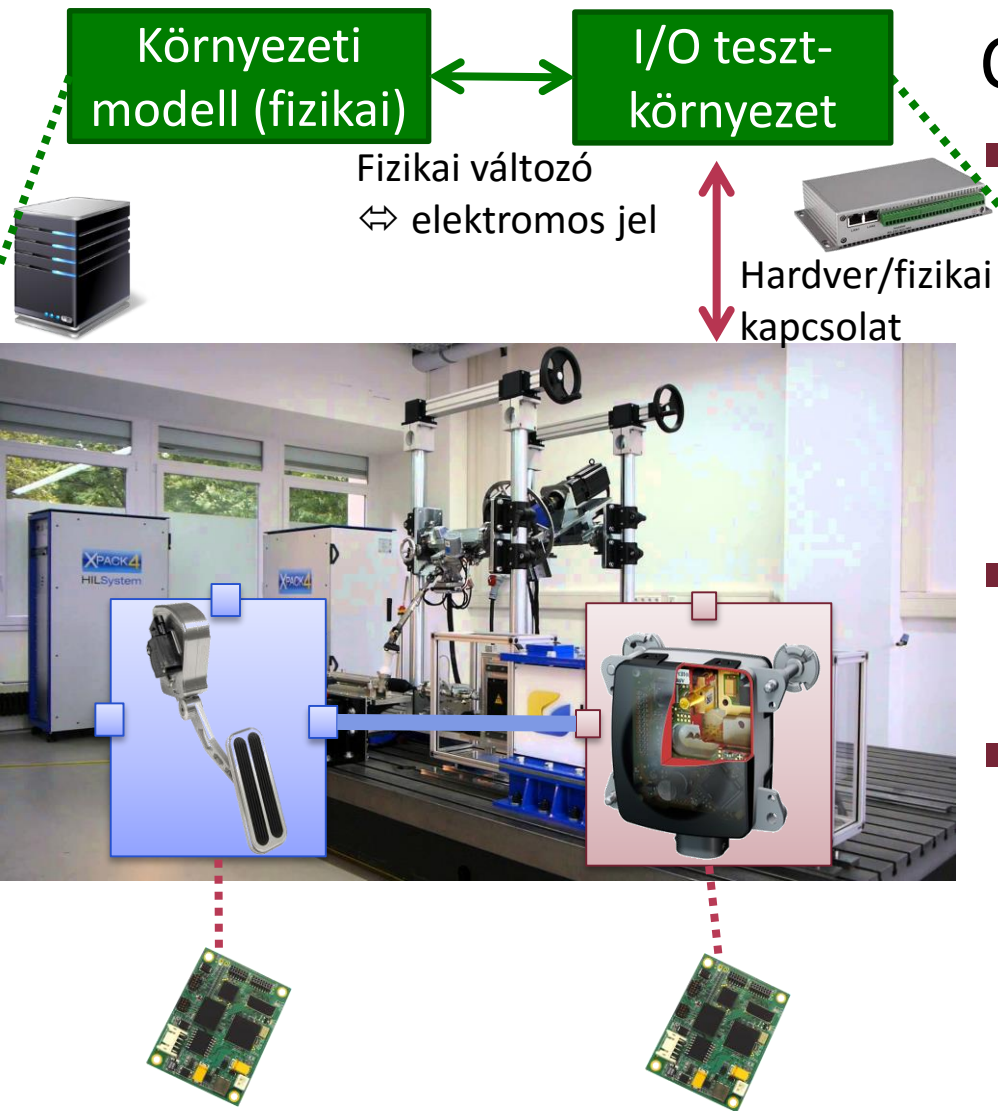 Környezeti
modell (fizikai)
I/O teszt-
környezet
Fizikai változó
⇔ elektromos jel
Hardver/fizikai
kapcsolat
XPACK4
HILSystem
XPACK4